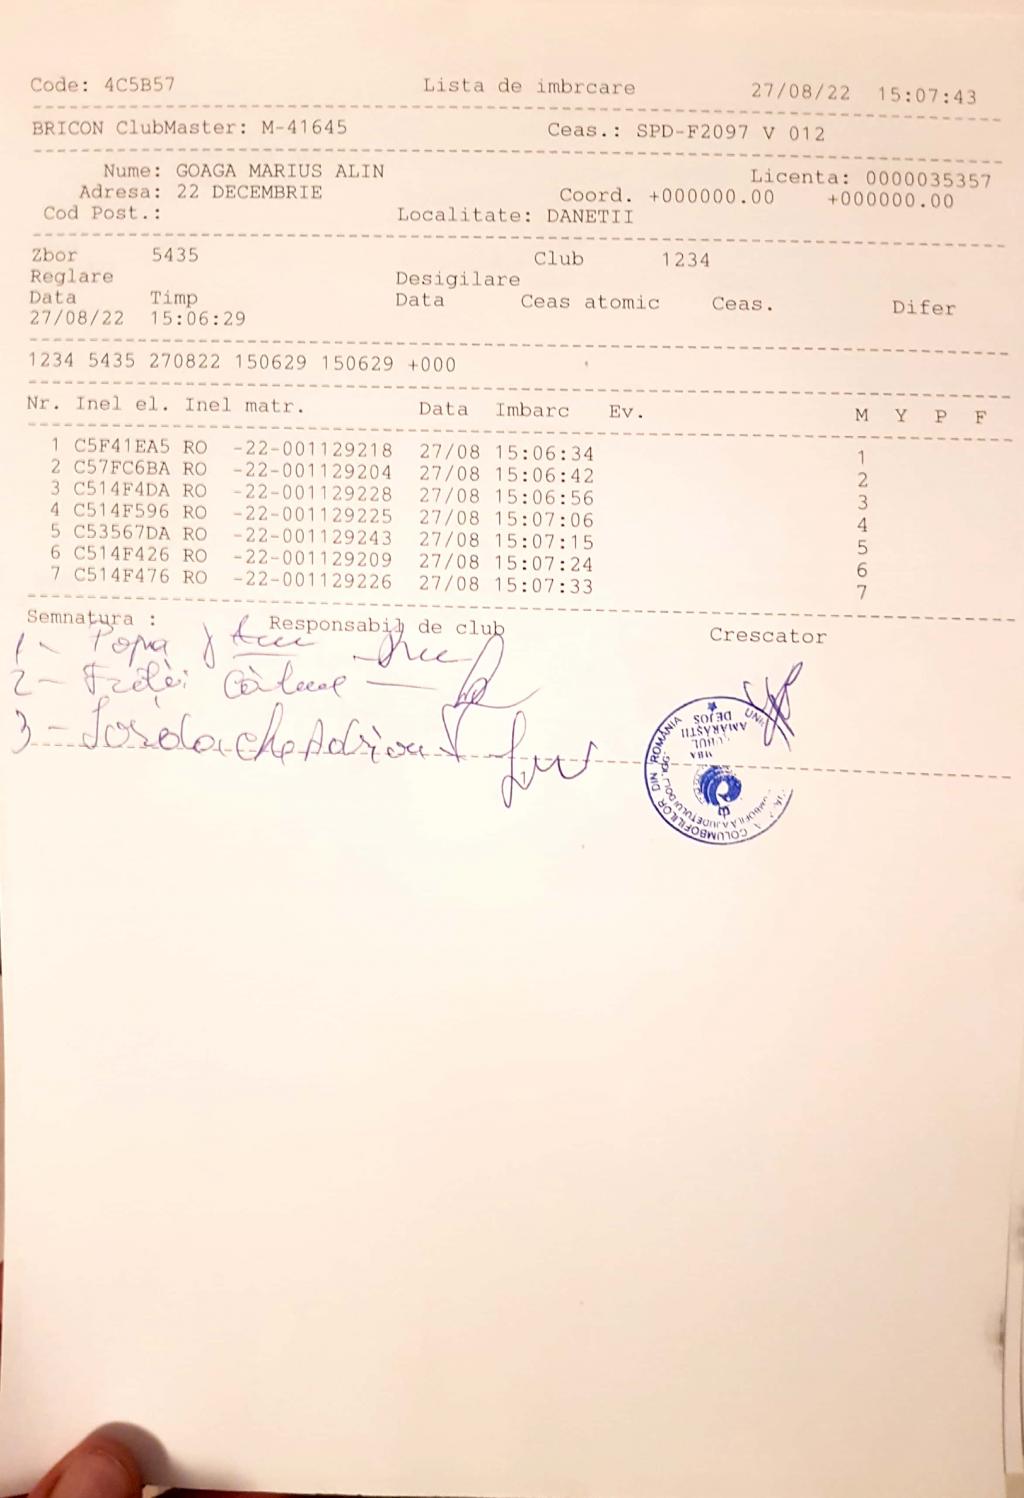 Code: 4C5B57 Lista de imbrcare 27/08/22 15:07:43
BRICON ClubMaster: M-41645 Ceas.: SPD-F2097 V 012
Nume: GOAGA MARIUS ALIN Licenta: 0000035357
Adresa: 22 DECEMBRIE Coord. +000000.00 +000000.00
Cod Post.: Localitate: DANETII
Zbor 5435 Club 1234
Reglare Desigilare
Data Timp Data Ceas atomic Ceas. Difer
27/08/22 15:06:29
1234 5435 270822 150629 150629 +000
Nr. Inel el. Inel matr. Data Imbarc Ev. M Y P F
1 C5F41EA5 RO -22-001129218 27/08 15:06:34 1
2 C57FC6BA RO -22-001129204 27/08 15:06:42 2
3 C514F4DA RO -22-001129228 27/08 15:06:56 3
4 C514F596 RO -22-001129225 27/08 15:07:06 4
5 C53567DA RO -22-001129243 27/08 15:07:15 5
6 C514F426 RO -22-001129209 27/08 15:07:24 6
7 C514F476 RO -22-001129226 27/08 15:07:33 7
Semnatura : Responsabil de club Crescator
1- Popa
2-
3-
COLUMBOFILILOR DIN ROMÂNIA
AMĂRĂȘTII
DE JOS